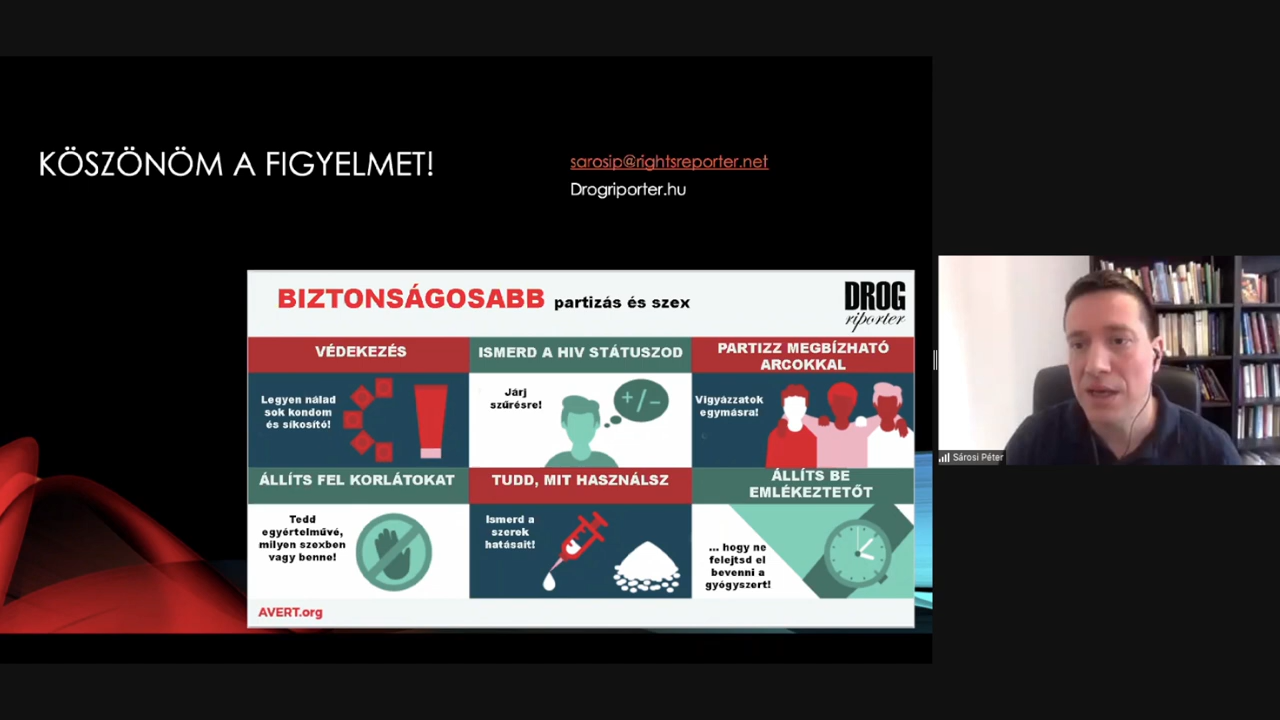 KÖSZÖNÖM A FIGYELMET!
sarosip@rightsreporter.net
Drogriporter.hu
BIZTONSÁGOSABB partizás és szex
DROG
riporter
VÉDEKEZÉS
Legyen nálad
sok kondom
és síkosító!
ISMERD A HIV STÁTUSZOD
Járj
szűrésre!
+/-
PARTIZZ MEGBÍZHATÓ
ARCOKKAL
Vigyázzatok
egymásra!
ÁLLÍTS FEL KORLÁTOKAT
Tedd
egyértelművé,
milyen szexben
vagy benne!
TUDD, MIT HASZNÁLSZ
Ismerd a
szerek
hatásait!
ÁLLÍTS BE
EMLÉKEZTETŐT
... hogy ne
felejtsd el
bevenni a
gyógyszert!
AVERT.org
Sárosi Péter